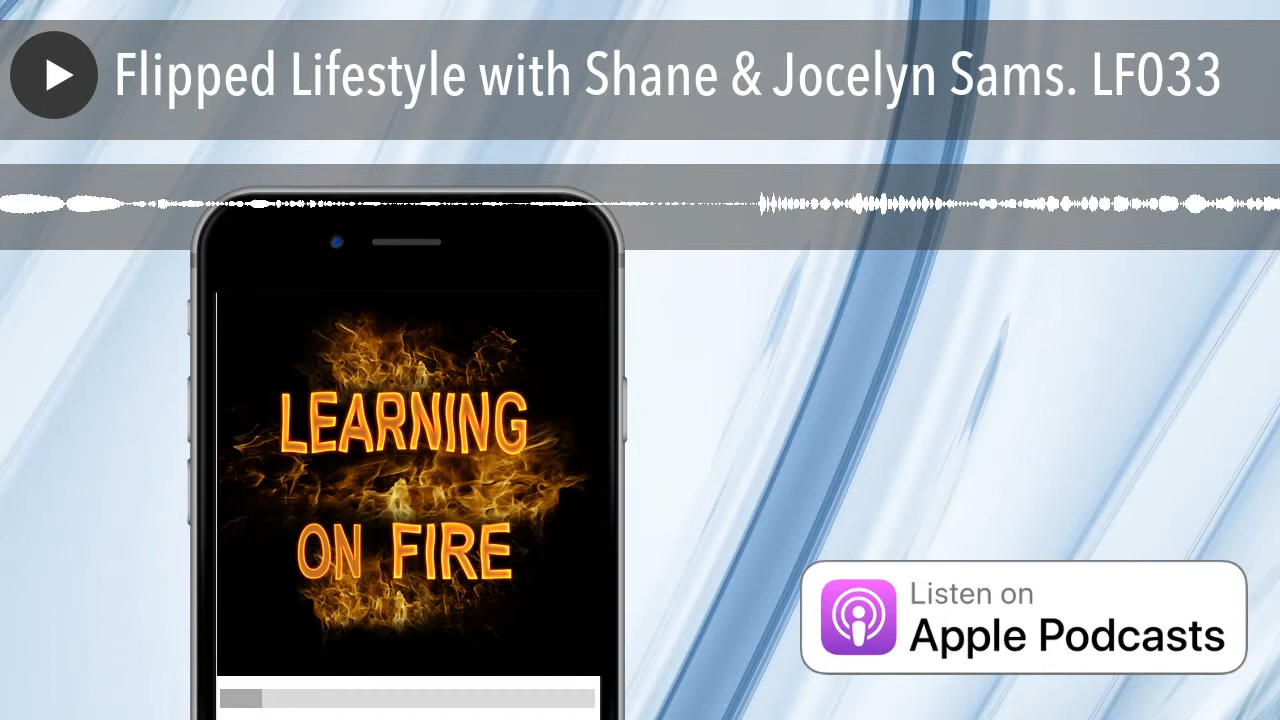 Flipped Lifestyle with Shane & Jocelyn Sams. LF033
LEARNING
ON FIRE
Listen on
Apple Podcasts